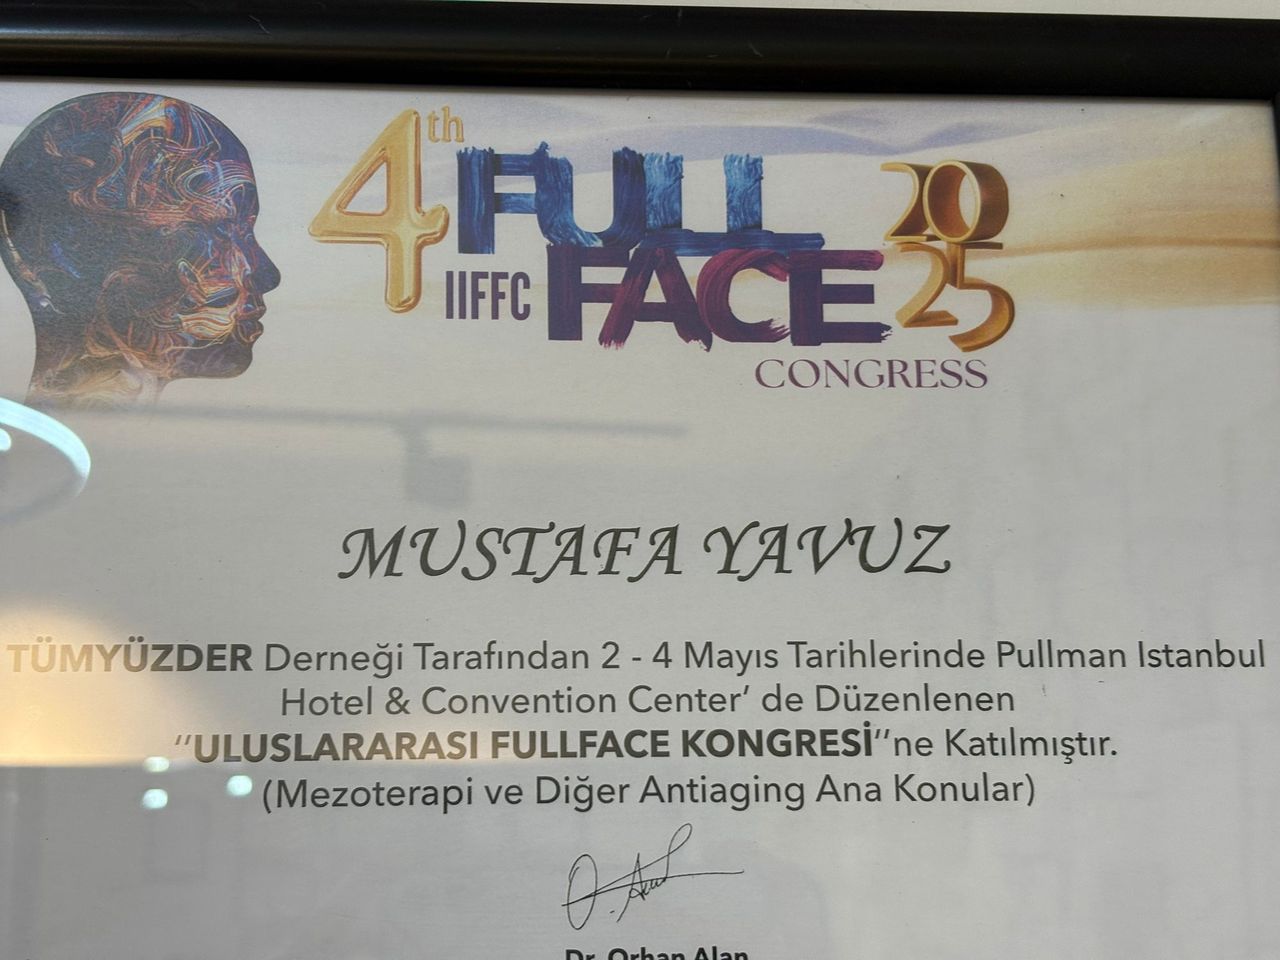 4th FULL 2025
IIFFC FACE
CONGRESS
MUSTAFA YAVUZ
TÜMYÜZDER Derneği Tarafından 2 - 4 Mayıs Tarihlerinde Pullman Istanbul
Hotel & Convention Center’ de Düzenlenen
“ULUSLARARASI FULLFACE KONGRESİ”ne Katılmıştır.
(Mezoterapi ve Diğer Antiaging Ana Konular)
Dr. Orhan Alan